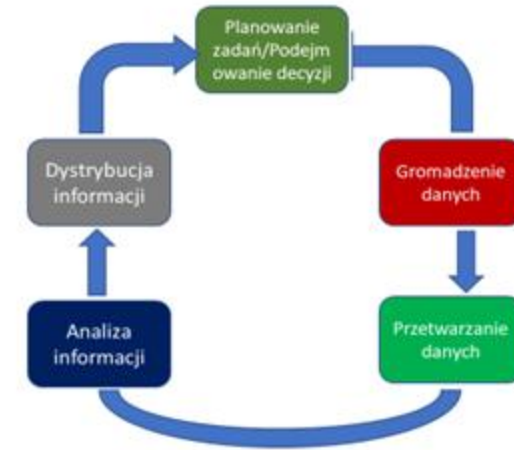 Planowanie
zadań/Podejm
owanie decyzji
Gromadzenie
danych
Przetwarzanie
danych
Analiza
informacji
Dystrybucja
informacji